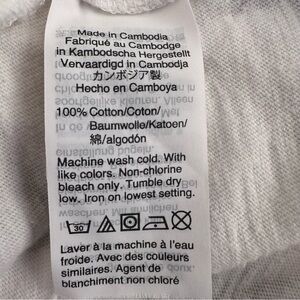 Made in Cambodia
Fabriqué au Cambodge
in Kambodscha Hergestellt
Vervaardigd in Cambodja
カンボジア製
Hecho en Camboya
100% Cotton/Coton/
Baumwolle/Katoen/
綿/algodón
Machine wash cold. With
like colors. Non-chlorine
bleach only. Tumble dry
low. Iron on lowest setting.
30
Laver à la machine à l'eau
froide. Avec des couleurs
similaires. Agent de
blanchiment non chloré